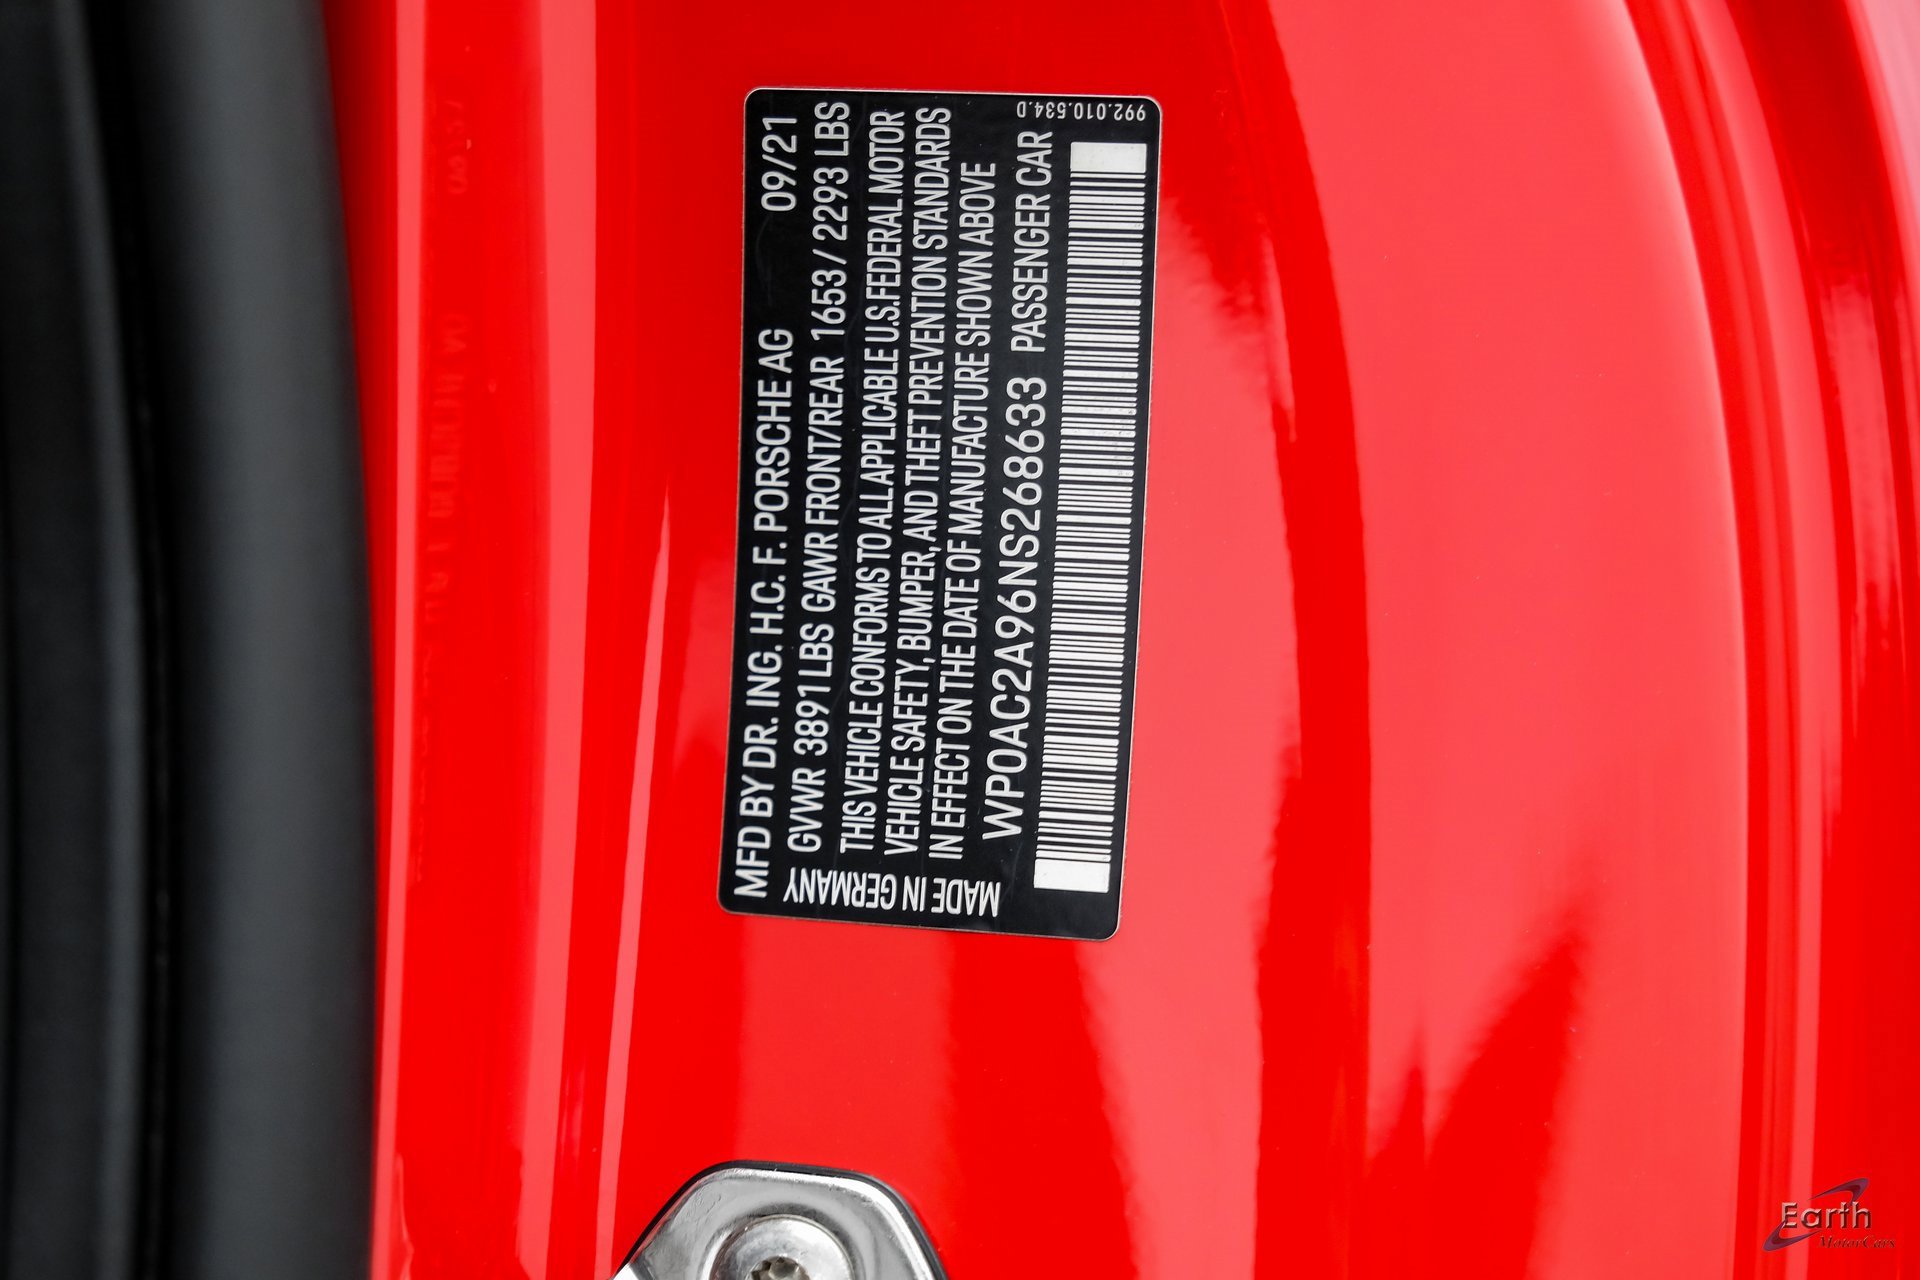 MFD BY DR. ING. H.C. F. PORSCHE AG 09/21
GVWR 3891LBS GAWR FRONT/REAR 1653 / 2293 LBS
THIS VEHICLE CONFORMS TO ALL APPLICABLE U.S.FEDERAL MOTOR
VEHICLE SAFETY, BUMPER, AND THEFT PREVENTION STANDARDS
IN EFFECT ON THE DATE OF MANUFACTURE SHOWN ABOVE
WP0AC2A96NS268633 PASSENGER CAR
MADE IN GERMANY
992.010.534.D
Earth
MotorCars